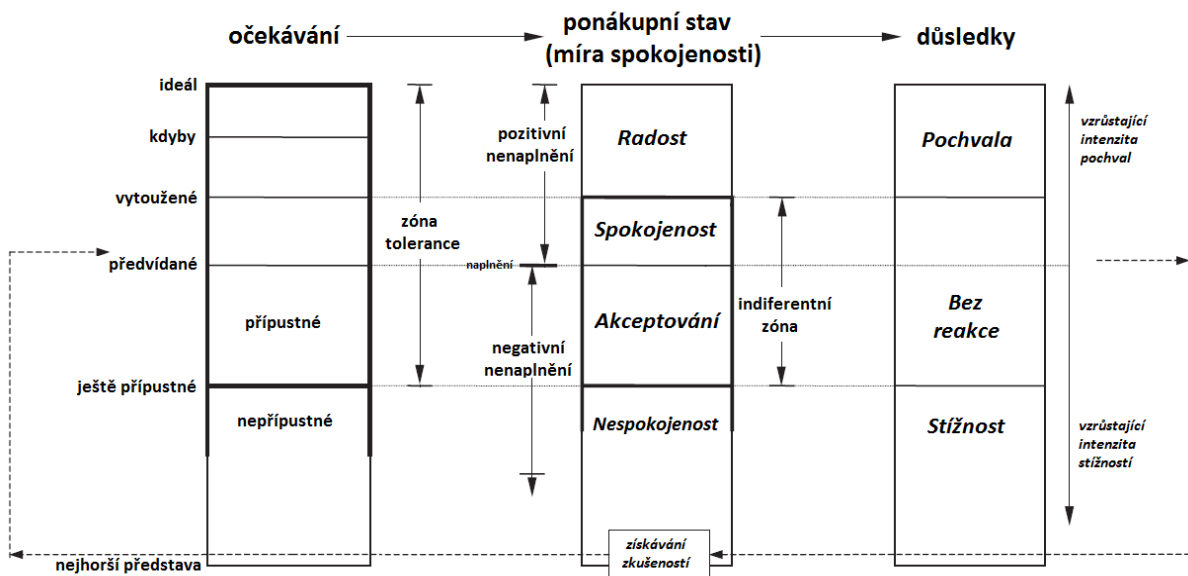 očekávání
ponákupní stav
(míra spokojenosti)
důsledky
ideál
kdyby
vytoužené
předvídané
přípustné
ještě přípustné
nepřípustné
nejhorší představa
zóna
tolerance
pozitivní
nenaplnění
naplnění
negativní
nenaplnění
Radost
Spokojenost
Akceptování
Nespokojenost
získávání
zkušeností
indiferentní
zóna
Pochvala
Bez
reakce
Stížnost
vzrůstající
intenzita
pochval
vzrůstající
intenzita
stížností